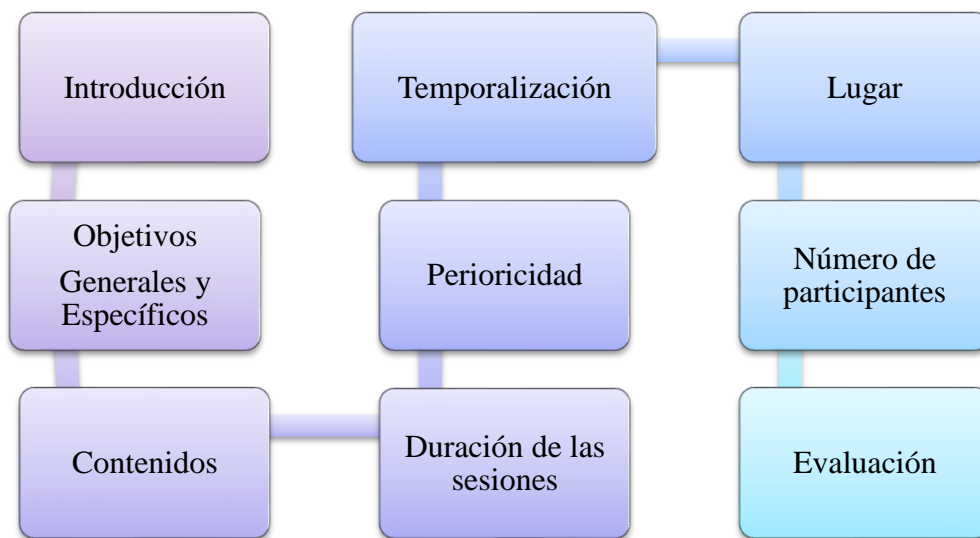 Introducción
Objetivos
Generales y
Específicos
Contenidos
Duración de las
sesiones
Perioricidad
Temporalización
Lugar
Número de
participantes
Evaluación